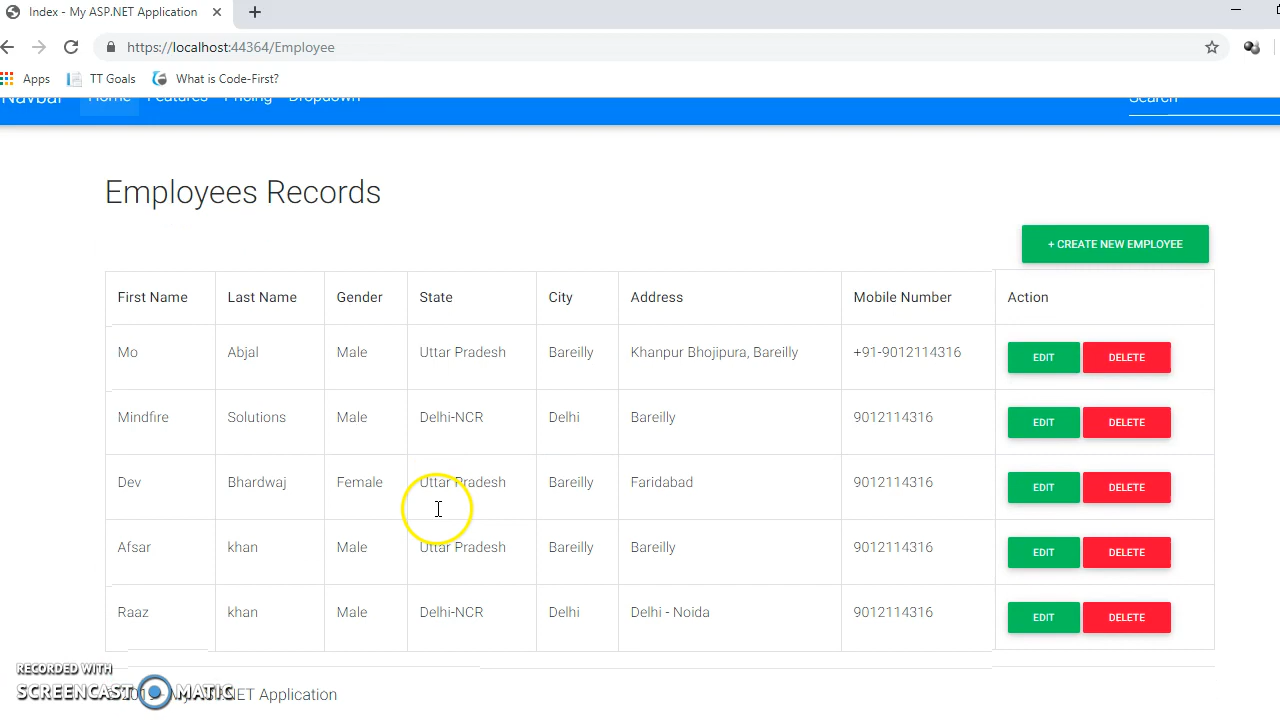 Index - My ASP.NET Application
https://localhost:44364/Employee
Apps TT Goals What is Code-First?
Navbar Home Features Pricing Dropdown Search
Employees Records
+ CREATE NEW EMPLOYEE
First Name Last Name Gender State City Address Mobile Number Action
Mo Abjal Male Uttar Pradesh Bareilly Khanpur Bhojipura, Bareilly +91-9012114316 EDIT DELETE
Mindfire Solutions Male Delhi-NCR Delhi Bareilly 9012114316 EDIT DELETE
Dev Bhardwaj Female Uttar Pradesh Bareilly Faridabad 9012114316 EDIT DELETE
Afsar khan Male Uttar Pradesh Bareilly Bareilly 9012114316 EDIT DELETE
Raaz khan Male Delhi-NCR Delhi Delhi - Noida 9012114316 EDIT DELETE
RECORDED WITH
SCREENCAST MATIC
Application